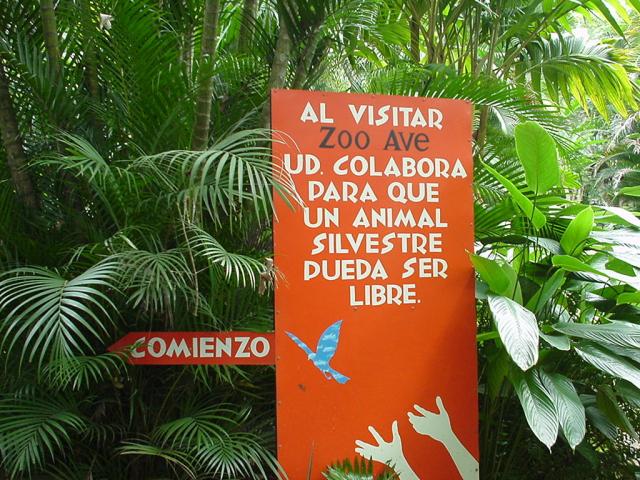 AL VISITAR
ZOO AVE
UD. COLABORA
PARA QUE
UN ANIMAL
SILVESTRE
PUEDA SER
LIBRE.
COMIENZO